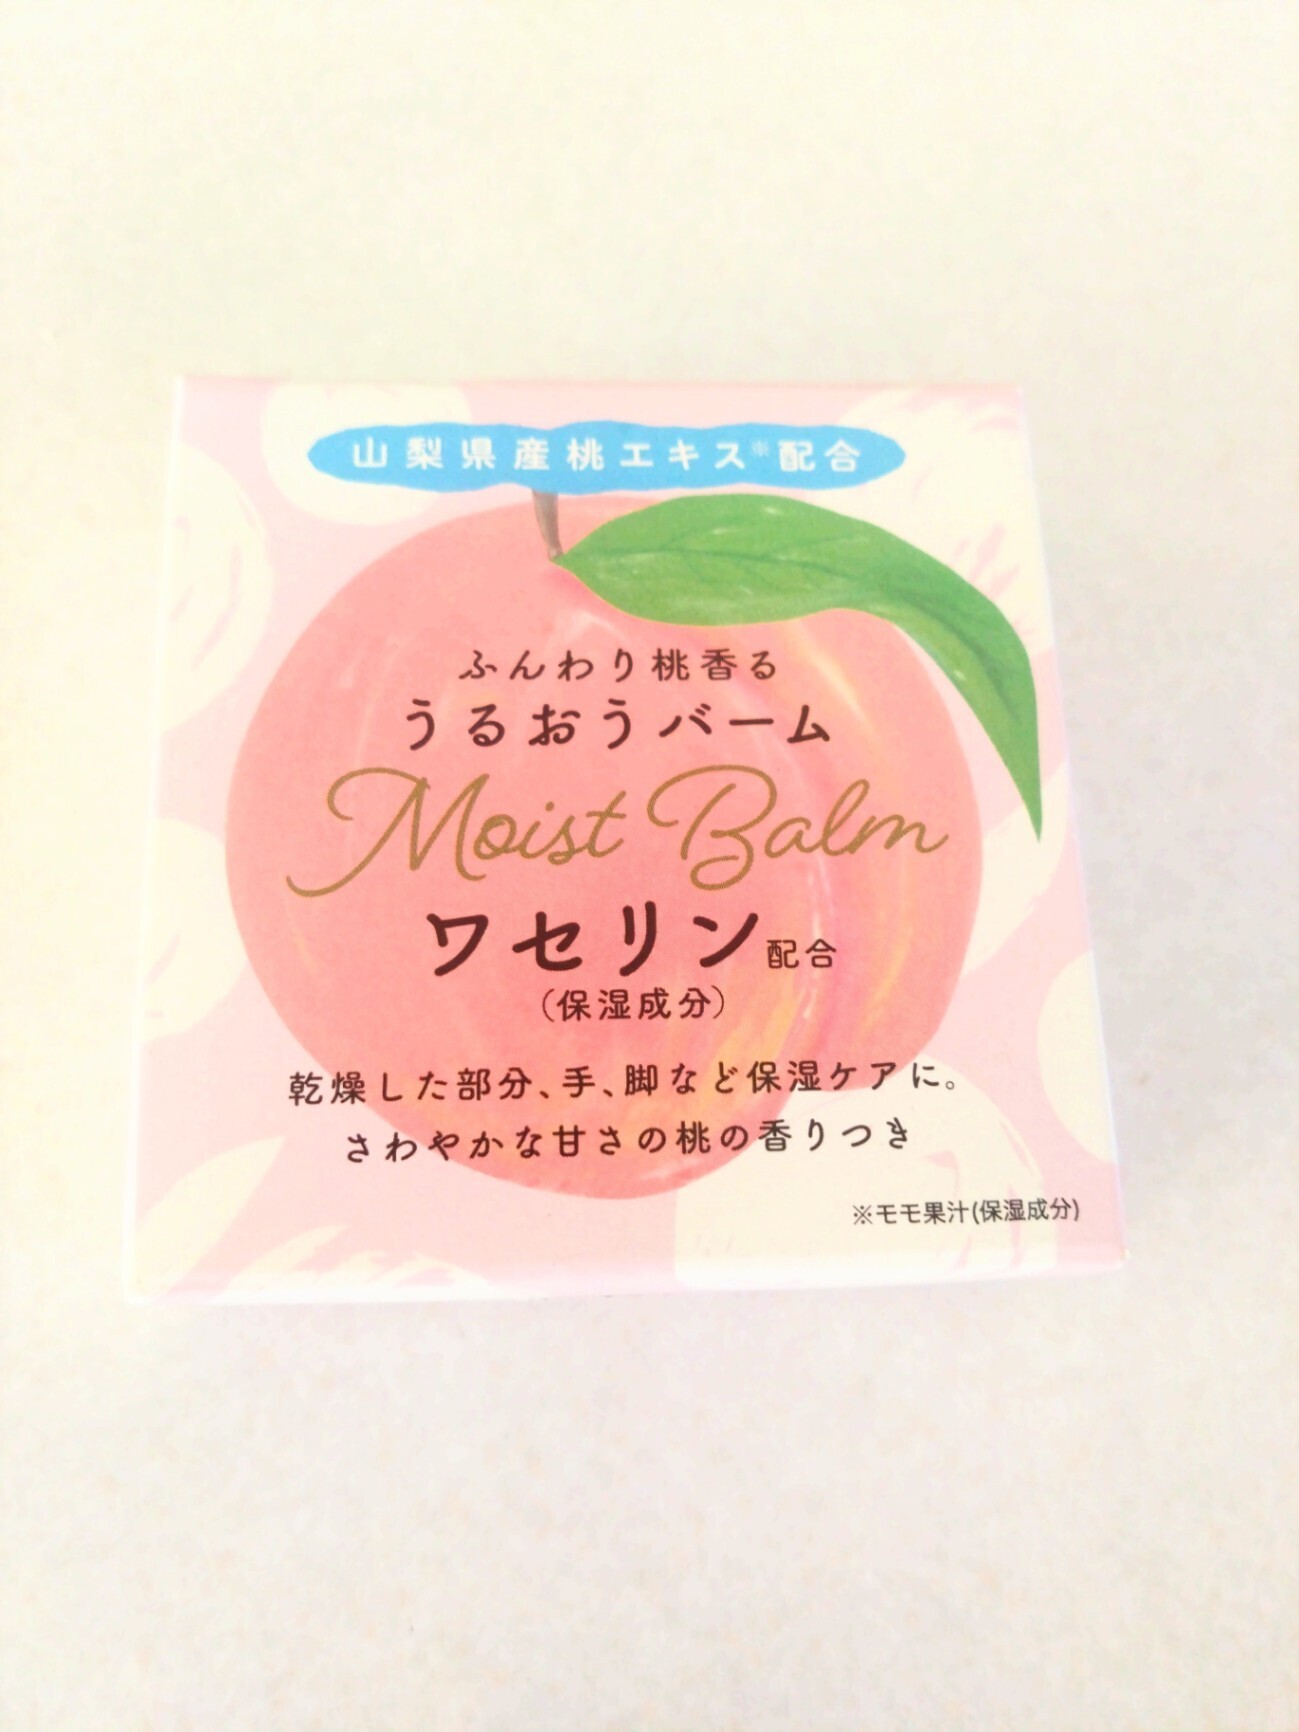 山梨県産桃エキス※配合
ふんわり桃香る
うるおうバーム
Moist Balm
ワセリン配合
(保湿成分)
乾燥した部分、手、脚など保湿ケアに。
さわやかな甘さの桃の香りつき
※モモ果汁(保湿成分)